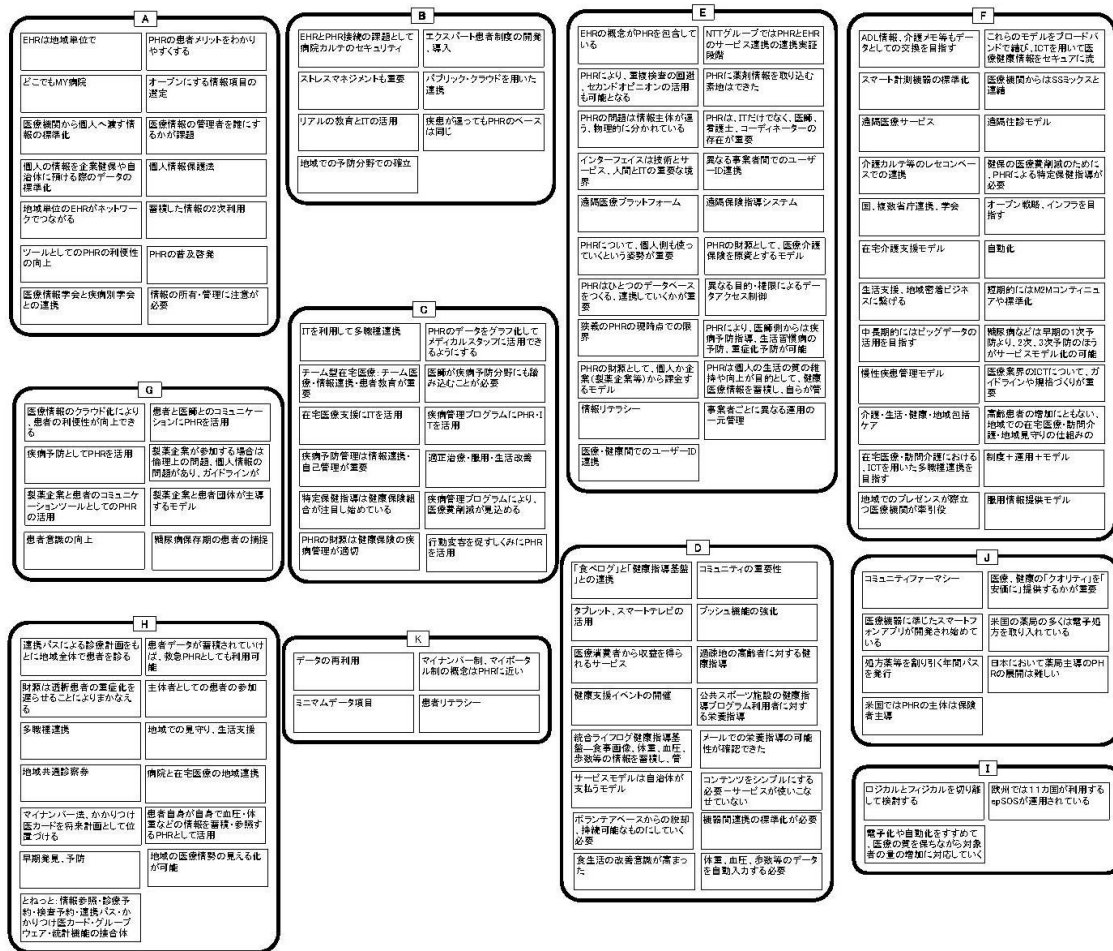 A
EHRは地域単位で
PHRの患者メリットをわかり
やすくする
どこでもMY病院
オープンにする情報項目の
選定
医療機関から個人へ渡す情
報の標準化
医療情報の管理者を誰にす
るかが課題
個人の情報を企業健保や自
治体に預ける際のデータの
標準化
個人情報保護法
地域単位のEHRがネットワー
クでつながる
蓄積した情報の2次利用
ツールとしてのPHRの利便性
の向上
PHRの普及啓発
医療情報学会と疾病別学会
との連携
情報の所有・管理に注意が
必要
B
EHRとPHR接続の課題として
病院カルテのセキュリティ
エクスパート患者制度の開発
、導入
ストレスマネジメントも重要
パブリック・クラウドを用いた
連携
リアルの教育とITの活用
疾患が違ってもPHRのベース
は同じ
地域での予防分野での確立
E
EHRの概念がPHRを包含して
いる
NTTグループではPHRとEHR
のサービス連携の連携実証
段階
PHRにより、重複検査の回避
、セカンドオピニオンの活用
も可能となる
PHRに薬剤情報を取り込む
素地はできた
PHRの問題は情報主体が違
う、物理的に分かれている
PHRは、ITだけでなく、医師、
看護士、コーディネーターの
存在が重要
インターフェイスは技術とサ
ービス、人間とITの重要な境
界
異なる事業者間でのユーザ
ーID連携
遠隔医療プラットフォーム
遠隔保険指導システム
PHRについて、個人側も使っ
ていくという姿勢が重要
PHRの財源として、医療介護
保険を原資とするモデル
PHRはひとつのデータベース
をつくる、連携していくかが重
要
異なる目的・権限によるデー
タアクセス制御
狭義のPHRの現時点での限
界
PHRにより、医師側からは疾
病予防指導、生活習慣病の
予防、重症化予防が可能
PHRの財源として、個人か企
業(製薬企業等)から課金す
るモデル
PHRは個人の生活の質の維
持や向上が目的として、健康
医療情報を蓄積し、自らが管
情報リテラシー
事業者ごとに異なる運用の
一元管理
医療・健康間でのユーザーID
連携
F
ADL情報、介護メモ等もデー
タとしての交換を目指す
これらのモデルをブロードバ
ンドで結び、ICTを用いて医
療健康情報をセキュアに流
スマート計測機器の標準化
医療機関からはSSミックスと
連結
遠隔医療サービス
遠隔往診モデル
介護カルテ等のレセコンベー
スでの連携
健保の医療費削減のために
、PHRによる特定保健指導が
必要
国、複数省庁連携、学会
オープン戦略、インフラを目
指す
在宅介護支援モデル
自動化
生活支援、地域密着ビジネ
スに繋げる
短期的にはM2Mコンティニュ
アや標準化
中長期的にはビッグデータの
活用を目指す
糖尿病などは早期の1次予
防より、2次、3次予防のほう
がサービスモデル化の可能
慢性疾患管理モデル
医療業界のICTについて、ガ
イドラインや規格づくりが重
要
介護・生活・健康・地域包括
ケア
高齢患者の増加にともない、
地域での在宅医療・訪問介
護・地域見守りの仕組みの
在宅医療・訪問介護における
、ICTを用いた多職種連携を
目指す
制度+運用+モデル
地域でのプレゼンスが際立
つ医療機関が牽引役
服用情報提供モデル
C
ITを利用して多職種連携
PHRのデータをグラフ化して
メディカルスタッフに活用でき
るようにする
チーム型在宅医療:チーム医
療・情報連携・患者教育が重要
医師が疾病予防分野にも踏
み込むことが必要
在宅医療支援にITを活用
疾病管理プログラムにPHR・I
Tを活用
疾病予防管理は情報連携・
自己管理が重要
適正治療・服用・生活改善
特定保健指導は健康保険組
合が注目し始めている
疾病管理プログラムにより、
医療費削減が見込める
PHRの財源は健康保険の疾
病管理が適切
行動変容を促すしくみにPHR
を活用
G
医療情報のクラウド化により
、患者の利便性が向上でき
る
患者と医師とのコミュニケー
ションにPHRを活用
疾病予防としてPHRを活用
製薬企業が参加する場合は
倫理上の問題、個人情報の
問題があり、ガイドラインが
製薬企業と患者のコミュニケ
ーションツールとしてのPHR
の活用
製薬企業と患者団体が主導
するモデル
患者意識の向上
糖尿病保存期の患者の捕捉
H
連携パスによる診療計画をも
とに地域全体で患者を診る
患者データが蓄積されていけ
ば、救急PHRとしても利用可
能
財源は透析患者の重症化を
遅らせることによりまかなえ
る
主体者としての患者の参加
多職種連携
地域での見守り、生活支援
地域共通診察券
病院と在宅医療の地域連携
マイナンバー法、かかりつけ
医カードを将来計画として位
置づける
患者自身が自身で血圧・体
重などの情報を蓄積・参照す
るPHRとして活用
早期発見、予防
地域の医療情勢の見える化
が可能
とねっと:情報参照・診療予
約・検査予約・連携パス・か
かりつけ医カード・グループ
ウェア・統計機能の接合体
K
データの再利用
マイナンバー制、マイポータ
ル制の概念はPHRに近い
ミニマムデータ項目
患者リテラシー
D
「食べログ」と「健康指導基盤
」との連携
コミュニティの重要性
タブレット、スマートテレビの
活用
プッシュ機能の強化
医療消費者から収益を得ら
れるサービス
過疎地の高齢者に対する健
康指導
健康支援イベントの開催
公共スポーツ施設の健康指
導プログラム利用者に対す
る栄養指導
統合ライフログ健康指導基
盤―食事画像、体重、血圧、
歩数等の情報を蓄積し、管
メールでの栄養指導の可能
性が確認できた
サービスモデルは自治体が
支払うモデル
コンテンツをシンプルにする
必要―サービスが使いこな
せていない
ボランテアベースからの脱却
、持続可能なものにしていく
必要
機器間連携の標準化が必要
食生活の改善意識が高まっ
た
体重、血圧、歩数等のデータ
を自動入力する必要
J
コミュニティファーマシー
医療、健康の「クオリティ」を「
安価に」提供するかが重要
医療機器に準じたスマートフ
ォンアプリが開発され始めて
いる
米国の薬局の多くは電子処
方を取り入れている
処方薬等を割り引く年間パス
を発行
日本において薬局主導のPH
Rの展開は難しい
米国ではPHRの主体は保険
者主導
I
ロジカルとフィジカルを切り離
して検討する
欧州では11カ国が利用する
epSOSが運用されている
電子化や自動化をすすめて
、医療の質を保ちながら対象
者の量の増加に対応していく